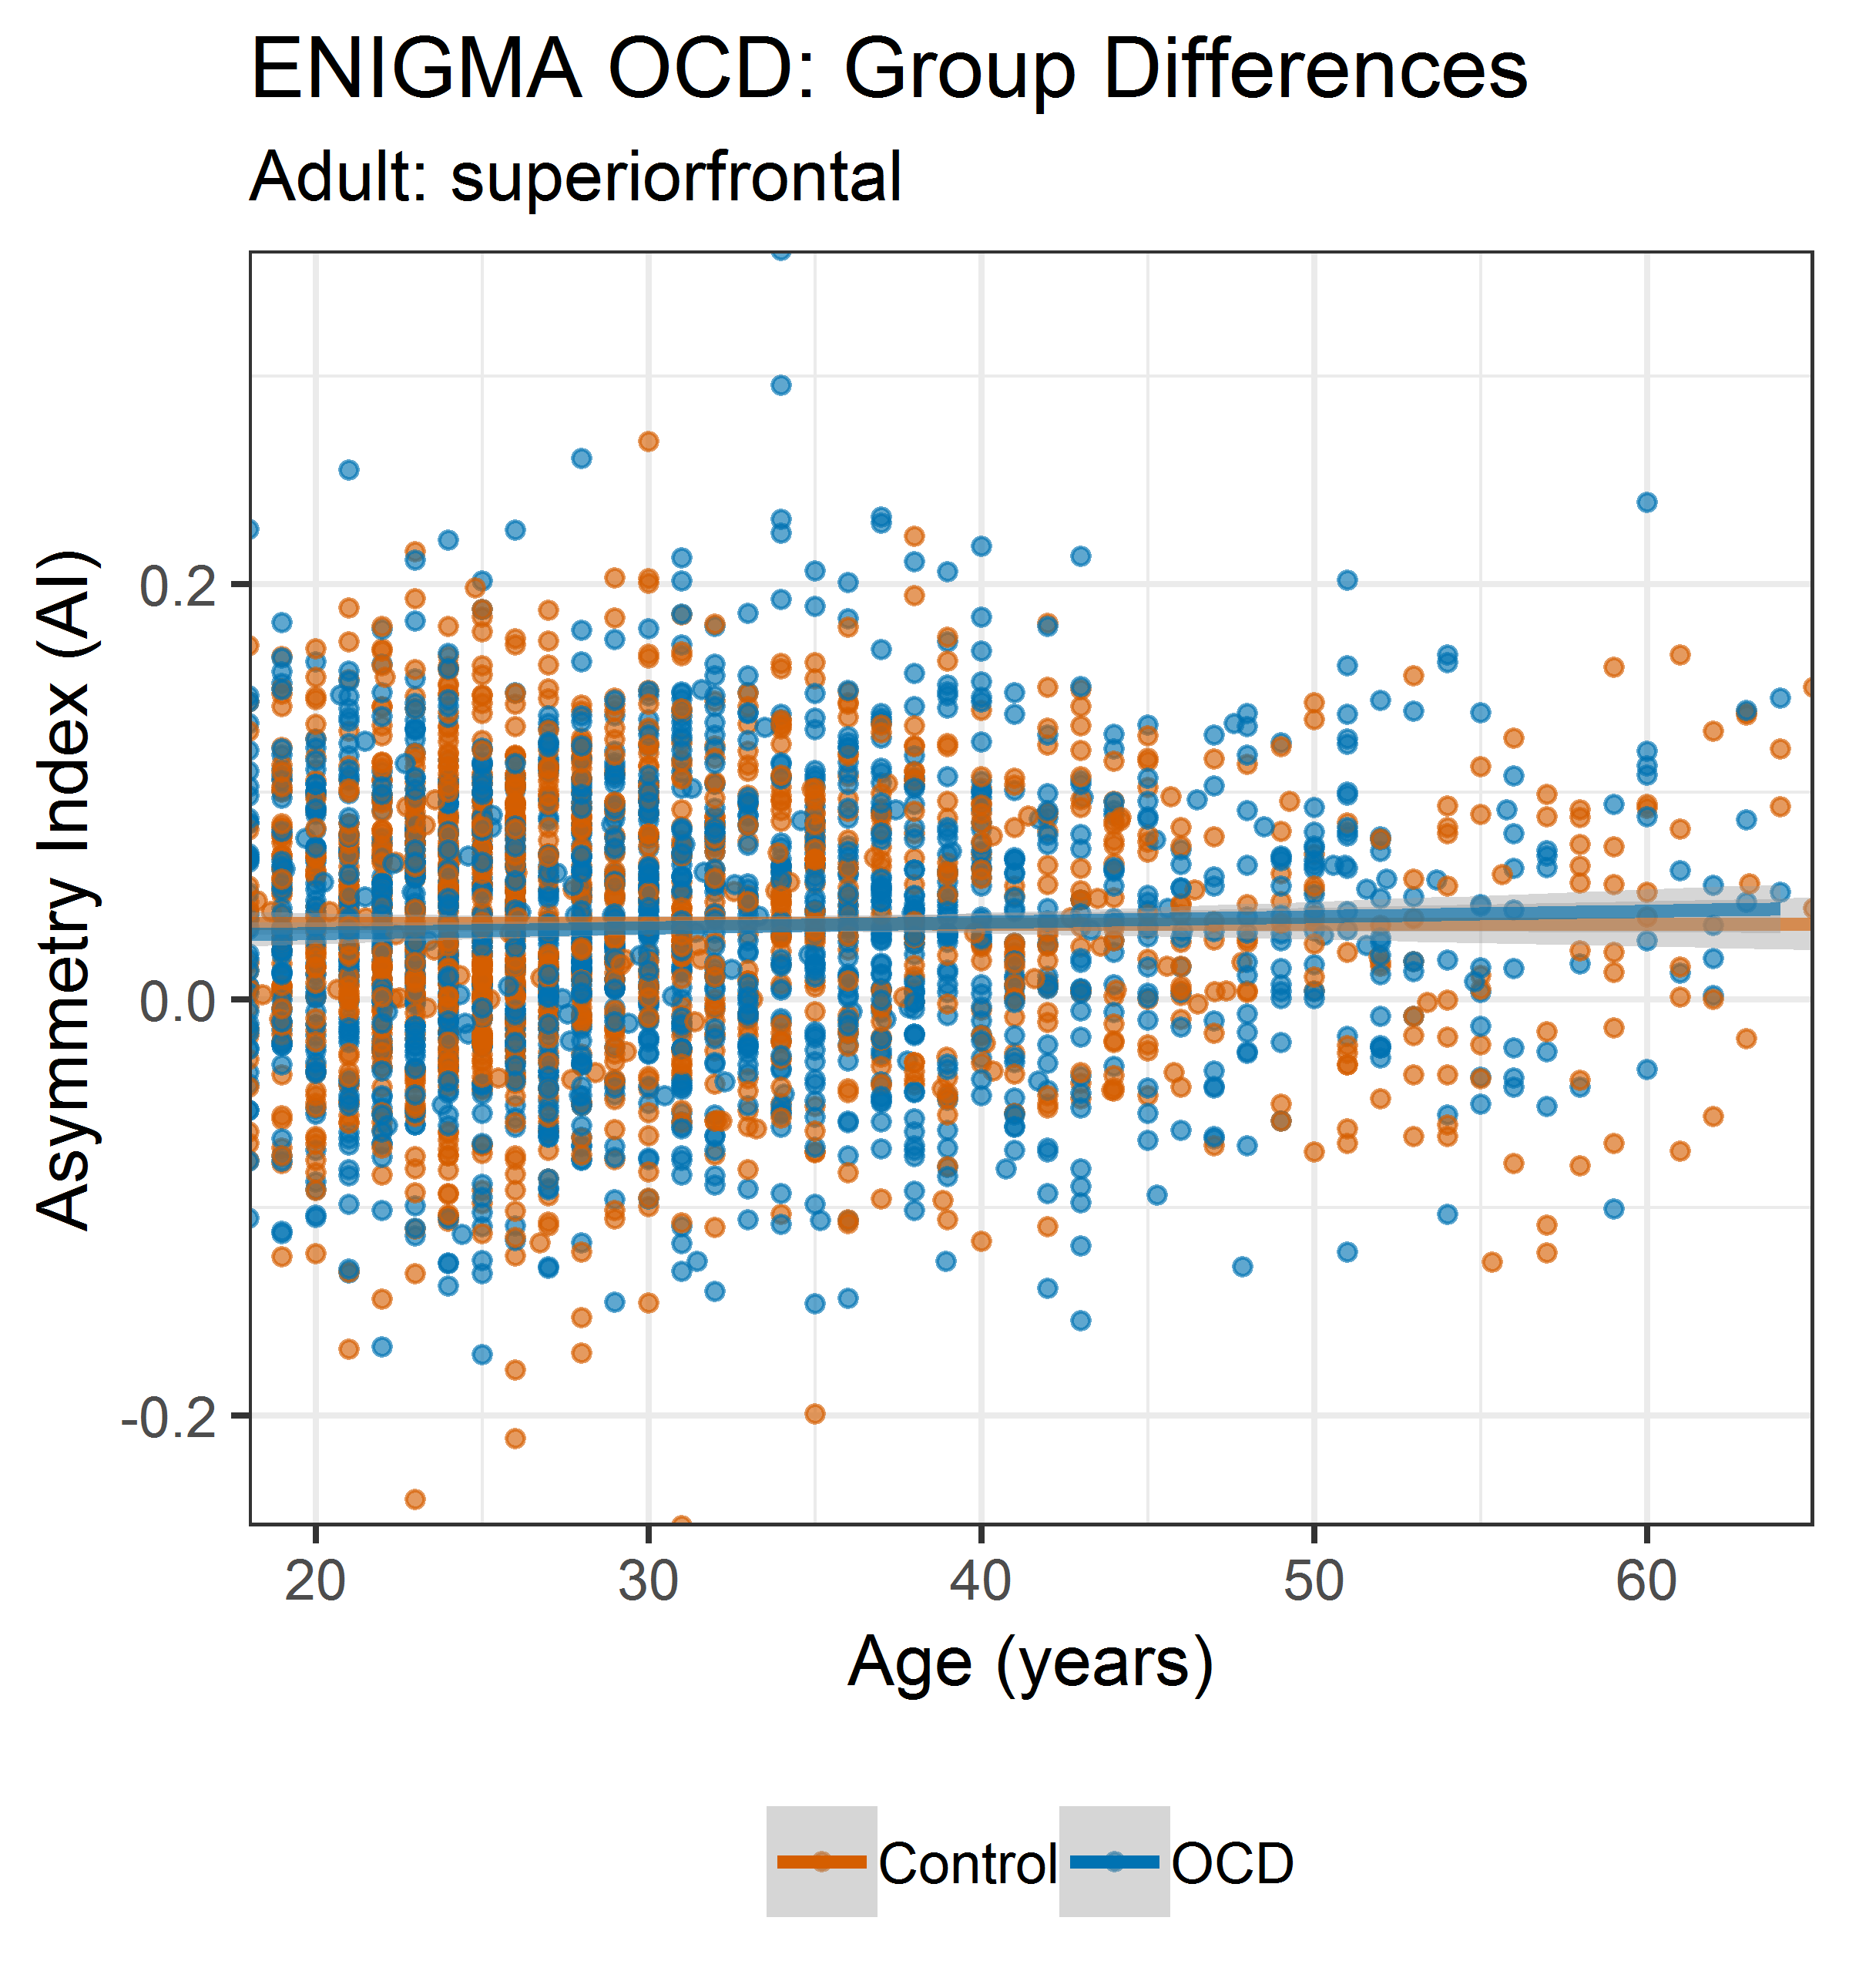 ENIGMA OCD: Group Differences
Adult: superiorfrontal
Asymmetry Index (AI)
0.2
0.0
-0.2
20 30 40 50 60
Age (years)
Control OCD